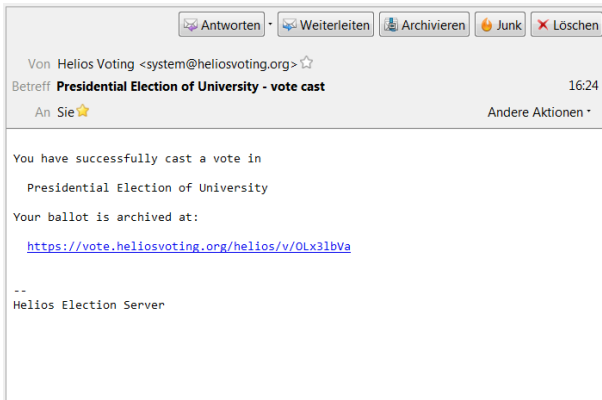 Antworten Weiterleiten Archivieren Junk Löschen
Von Helios Voting <system@heliosvoting.org>
Betreff Presidential Election of University - vote cast 16:24
An Sie Andere Aktionen
You have successfully cast a vote in
Presidential Election of University
Your ballot is archived at:
https://vote.heliosvoting.org/helios/v/OLx3lbVa
--
Helios Election Server